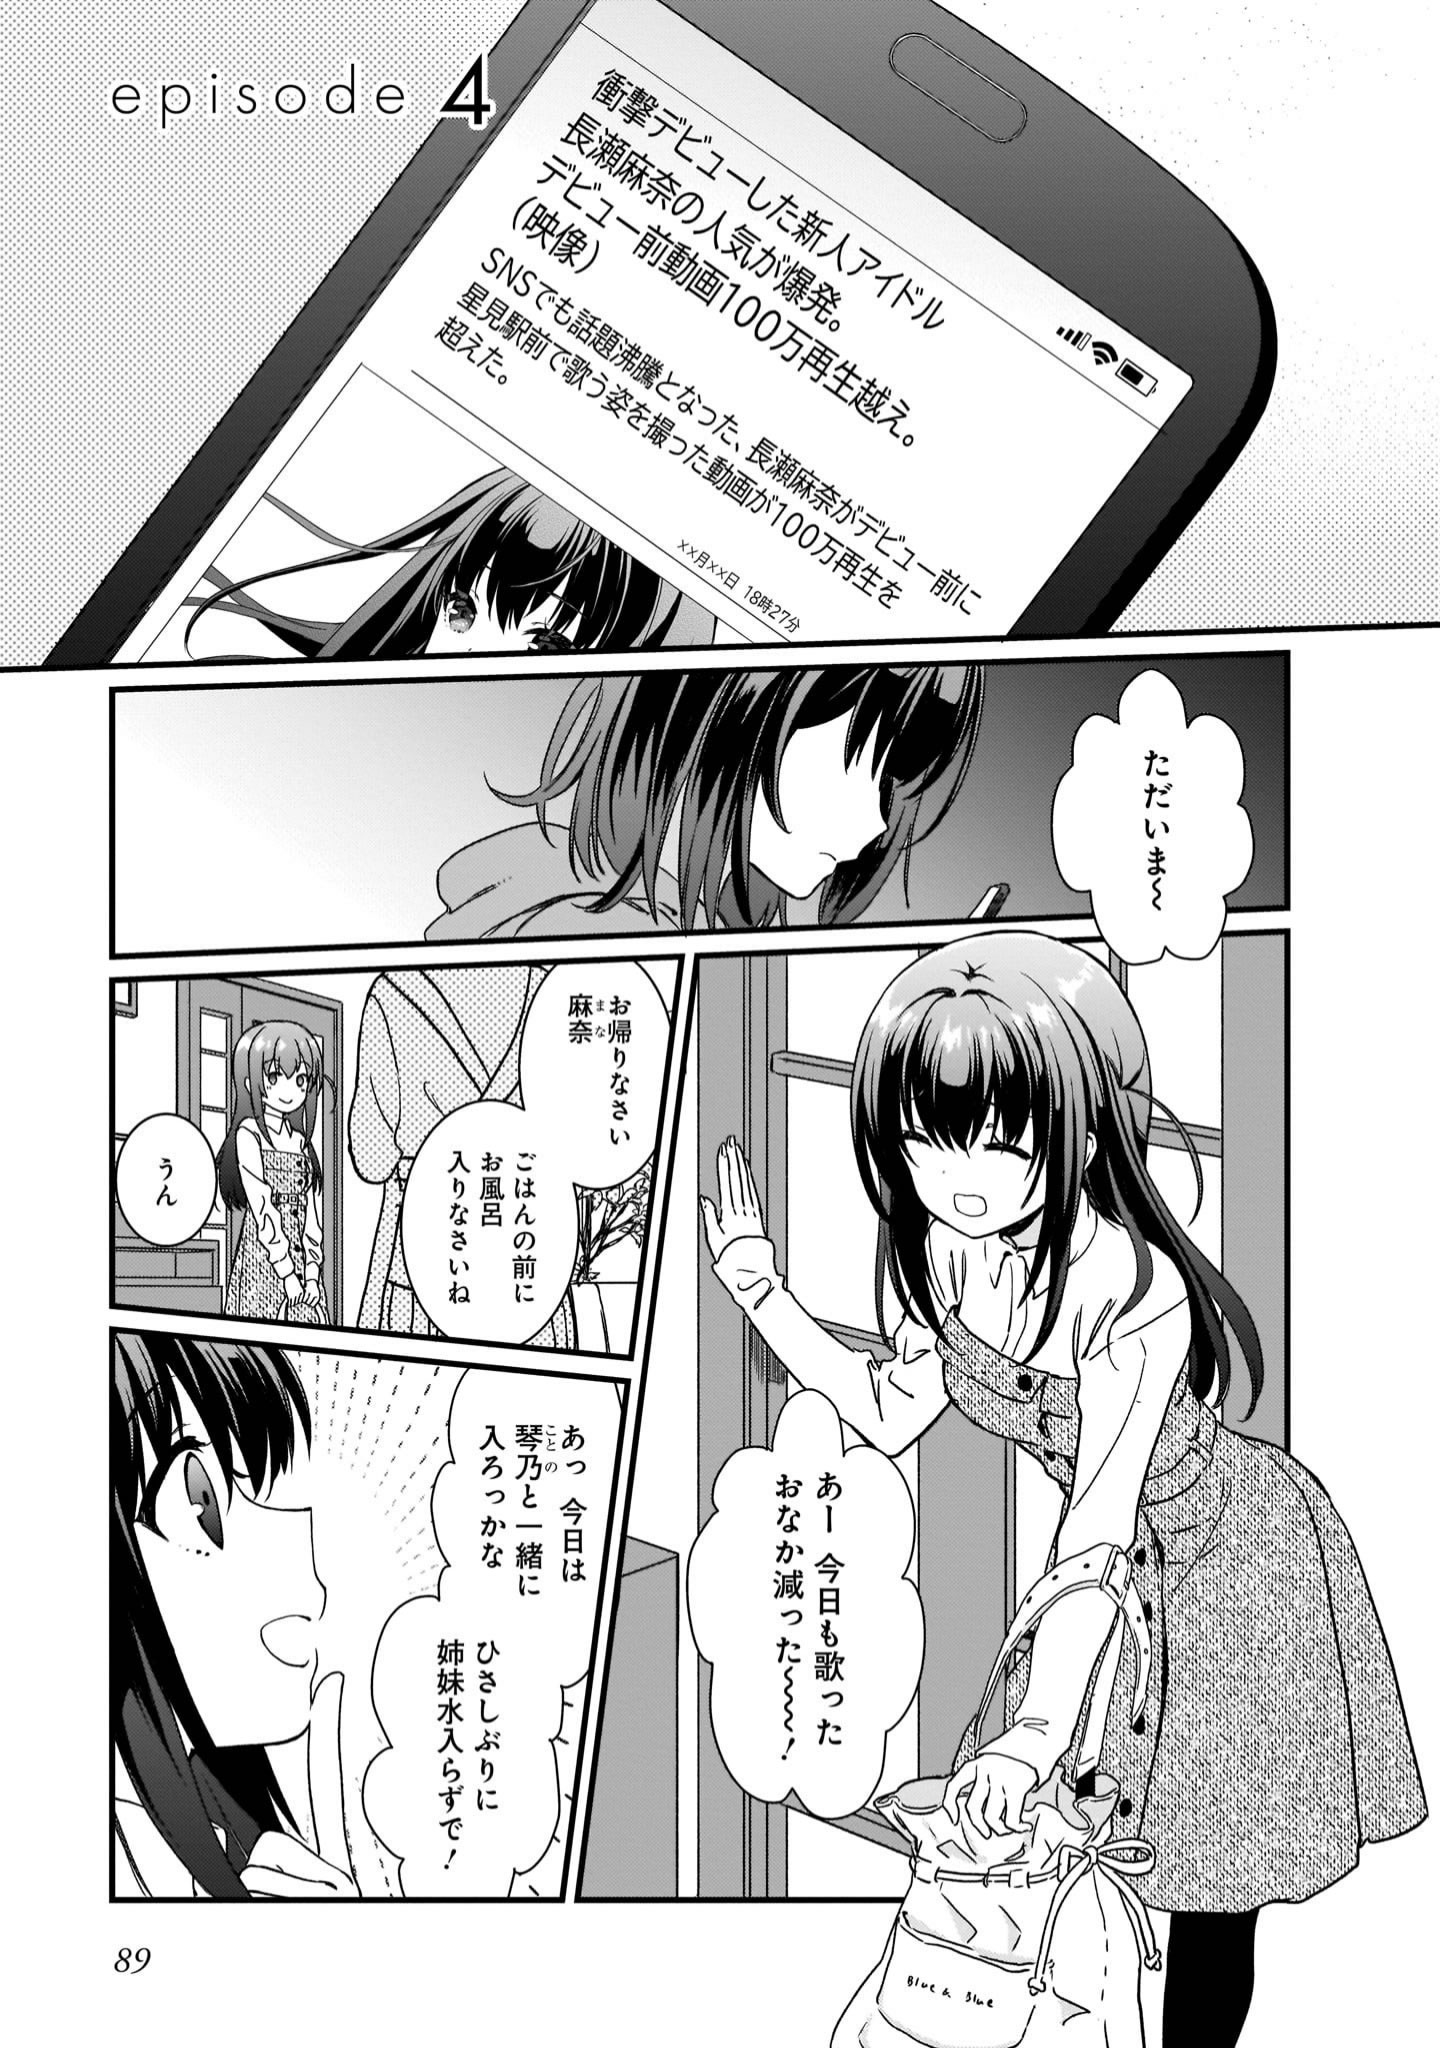 episode 4
衝撃デビューした新人アイドル
長瀬麻奈の人気が爆発。
デビュー前動画100万再生越え。
(映像)
SNSでも話題沸騰となった、長瀬麻奈がデビュー前に
星見駅前で歌う姿を撮った動画が100万再生を
超えた。
××月××日 18時27分
ただいま〜
あー 今日も歌った
おなか減った〜〜〜!
お帰りなさい
麻奈
まな
ごはんの前に
お風呂
入りなさいね
うん
あっ 今日は
琴乃と一緒に
ことの
入ろっかな
ひさしぶりに
姉妹水入らずで!
Blue & Blue
89